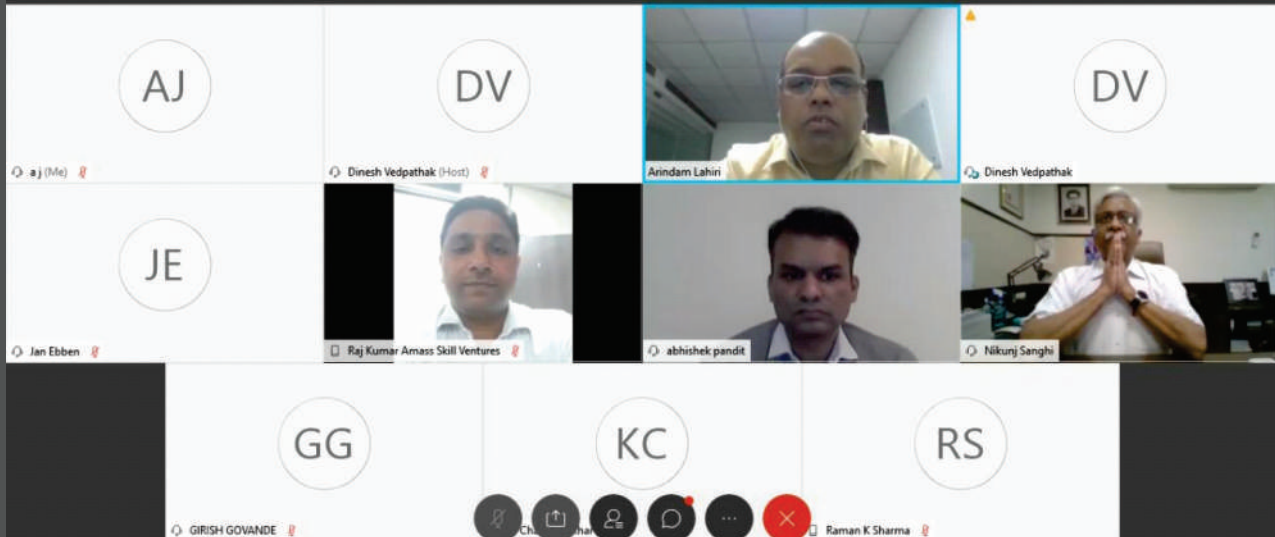 AJ
a j (Me)
DV
Dinesh Vedpathak (Host)
Arindam Lahiri
DV
Dinesh Vedpathak
JE
Jan Ebben
Raj Kumar Amass Skill Ventures
abhishek pandit
Nikunj Sanghi
GG
GIRISH GOVANDE
KC
RS
Raman K Sharma